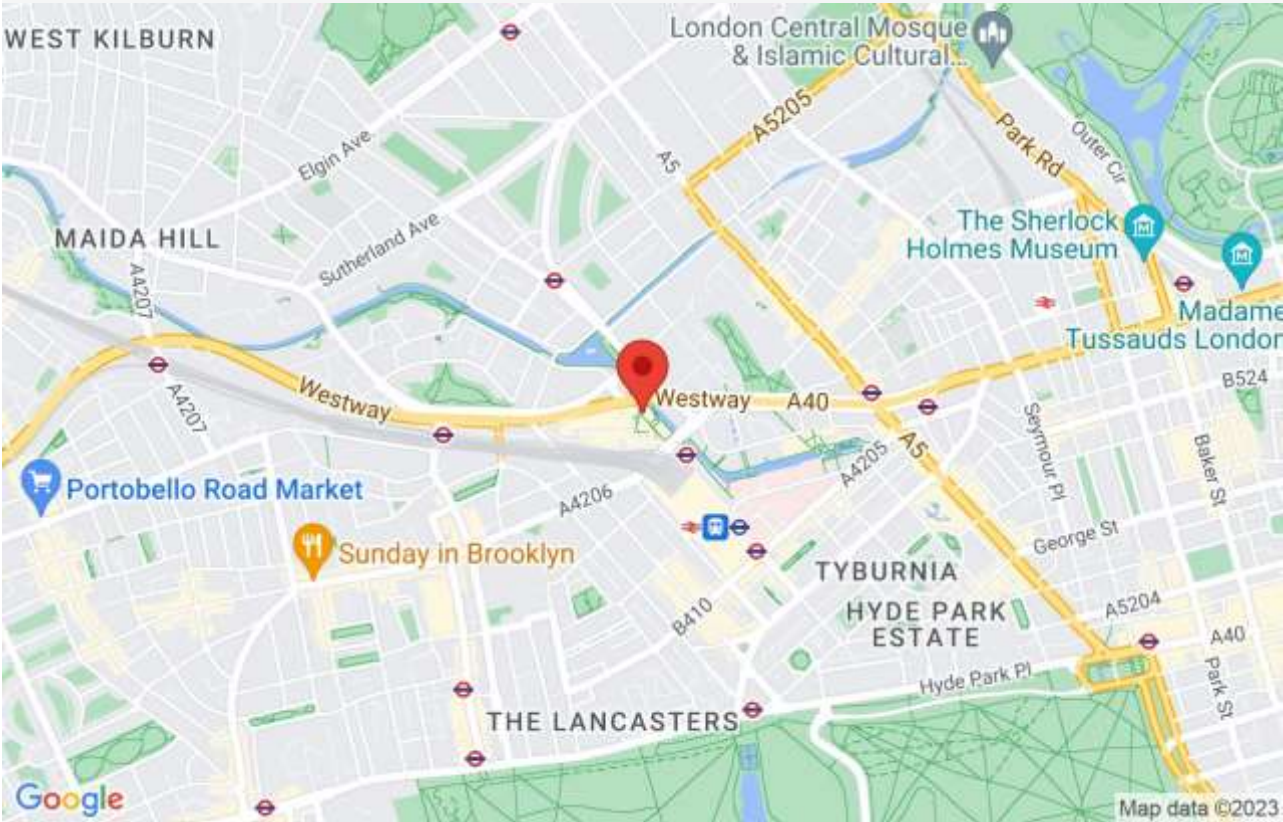 WEST KILBURN
London Central Mosque
& Islamic Cultural...
A5205
Park Rd
Outer Cir
Elgin Ave
A5
The Sherlock
Holmes Museum
MAIDA HILL
Sutherland Ave
A4207
Madame
Tussauds London
Westway
Westway
A40
B524
A4207
A5
Seymour Pl
Baker St
A4205
Portobello Road Market
A4206
George St
Sunday in Brooklyn
TYBURNIA
B410
HYDE PARK
ESTATE
A5204
A40
Hyde Park Pl
Park St
THE LANCASTERS
Google
Map data ©2023